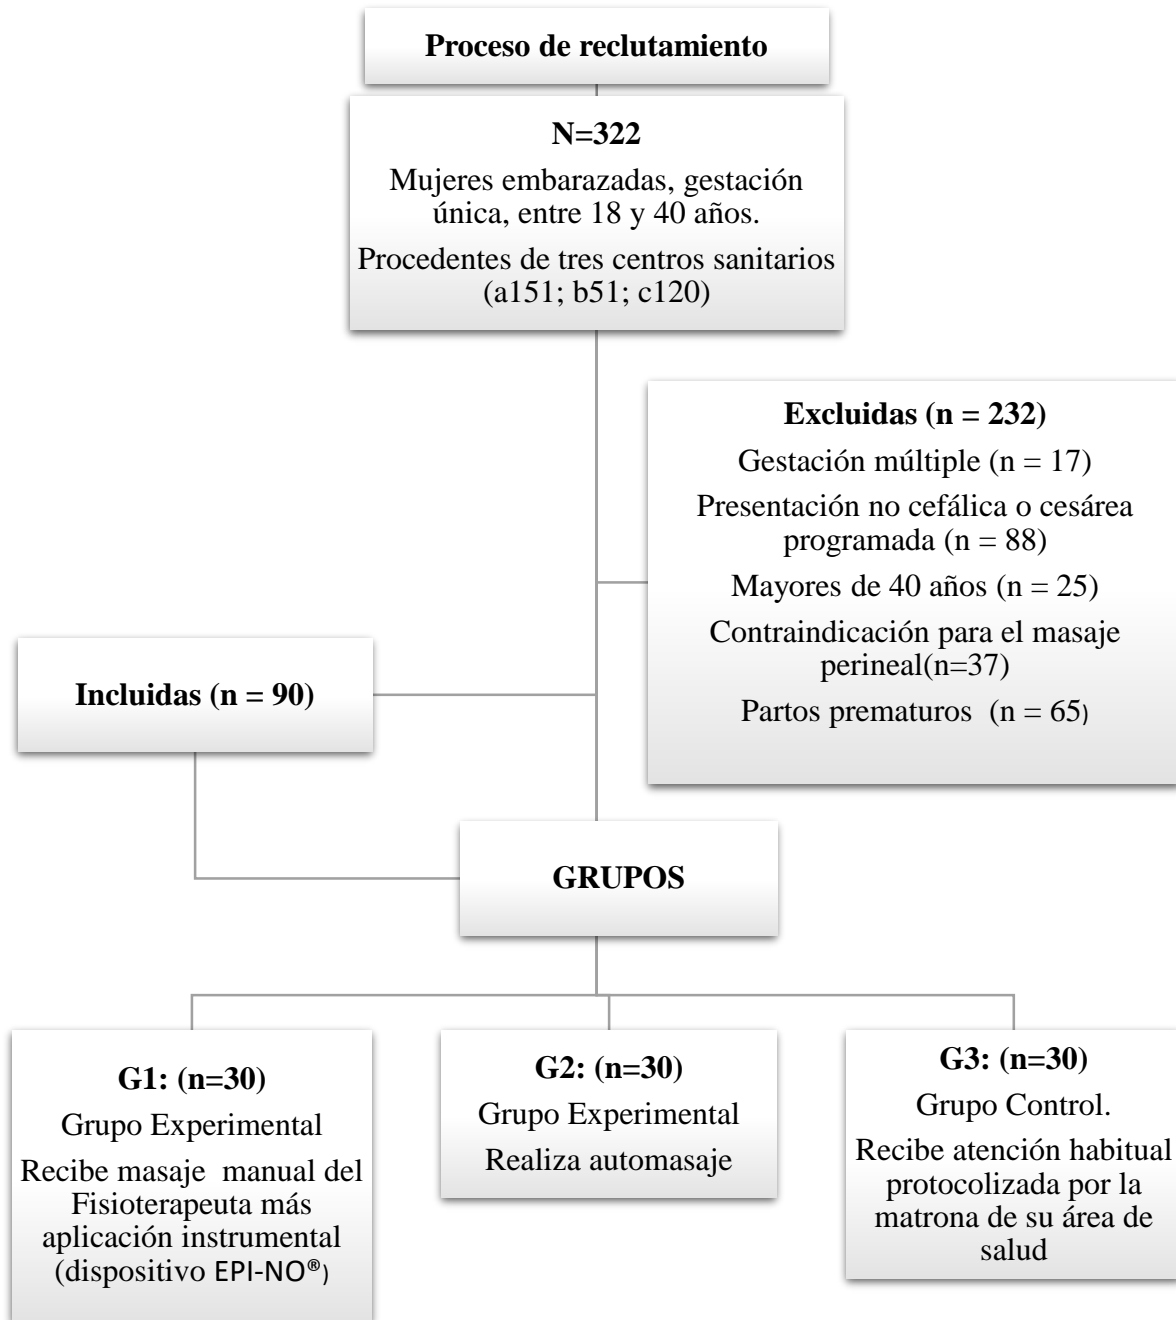 Proceso de reclutamiento
N=322
Mujeres embarazadas, gestación
única, entre 18 y 40 años.
Procedentes de tres centros sanitarios
(a151; b51; c120)
Excluidas (n = 232)
Gestación múltiple (n = 17)
Presentación no cefálica o cesárea
programada (n = 88)
Mayores de 40 años (n = 25)
Contraindicación para el masaje
perineal(n=37)
Partos prematuros (n = 65)
Incluidas (n = 90)
GRUPOS
G1: (n=30)
Grupo Experimental
Recibe masaje manual del
Fisioterapeuta más
aplicación instrumental
(dispositivo EPI-NO®)
G2: (n=30)
Grupo Experimental
Realiza automasaje
G3: (n=30)
Grupo Control.
Recibe atención habitual
protocolizada por la
matrona de su área de
salud